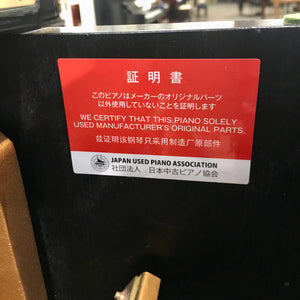 証明書
このピアノはメーカーのオリジナルパーツ
以外使用していないことを証明します
WE CERTIFY THAT THIS PIANO SOLELY
USED MANUFACTURER'S ORIGINAL PARTS.
兹证明该钢琴只采用制造厂原部件
JAPAN USED PIANO ASSOCIATION
社団法人 日本中古ピアノ協会